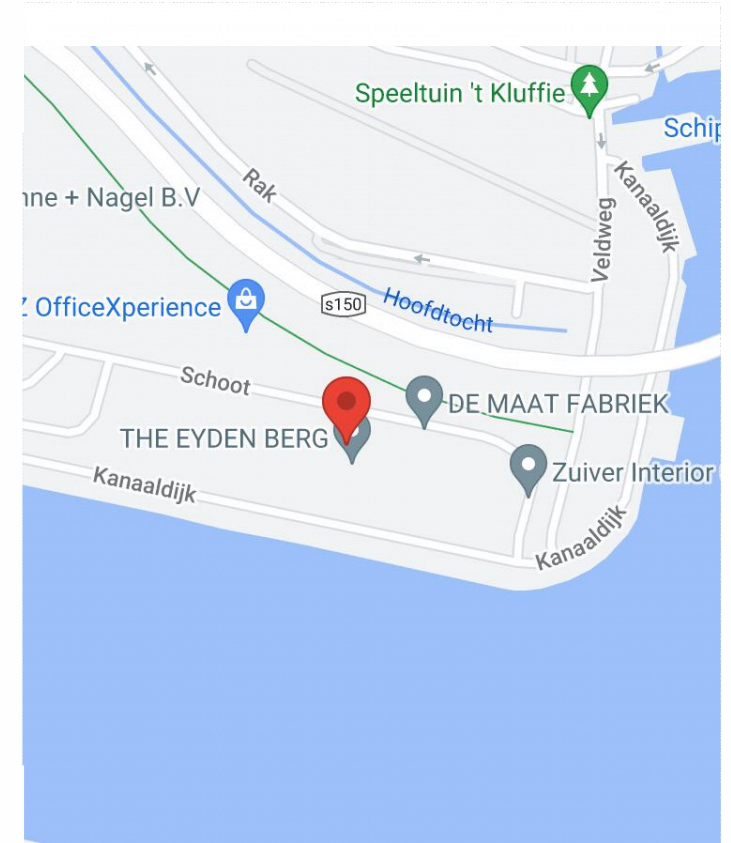 Speeltuin 't Kluffie
Schip
Kanaaldijk
Rak
nne + Nagel B.V
Veldweg
Z OfficeXperience
s150
Hoofdtocht
Schoot
DE MAAT FABRIEK
THE EYDEN BERG
Zuiver Interior
Kanaaldijk
Kanaaldijk